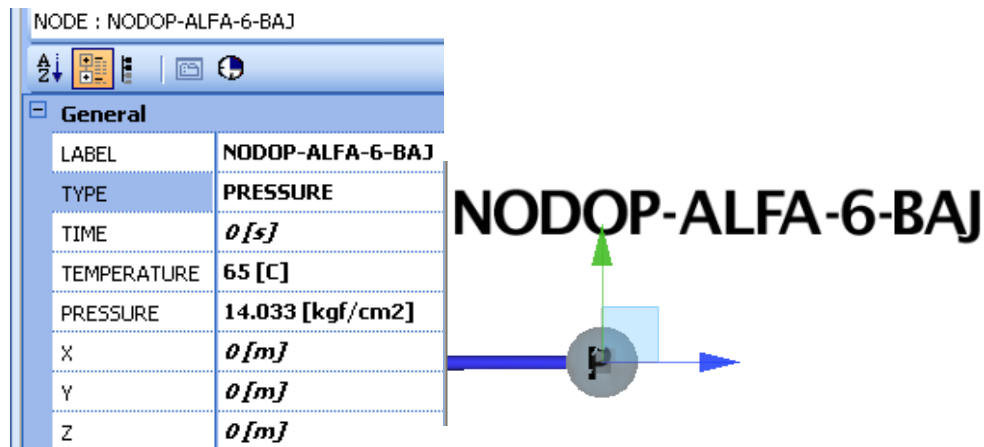 NODE : NODOP-ALFA-6-BAJ
General
LABEL NODOP-ALFA-6-BAJ
TYPE PRESSURE
TIME 0 [s]
TEMPERATURE 65 [C]
PRESSURE 14.033 [kgf/cm2]
X 0 [m]
Y 0 [m]
Z 0 [m]
NODOP-ALFA-6-BAJ
P